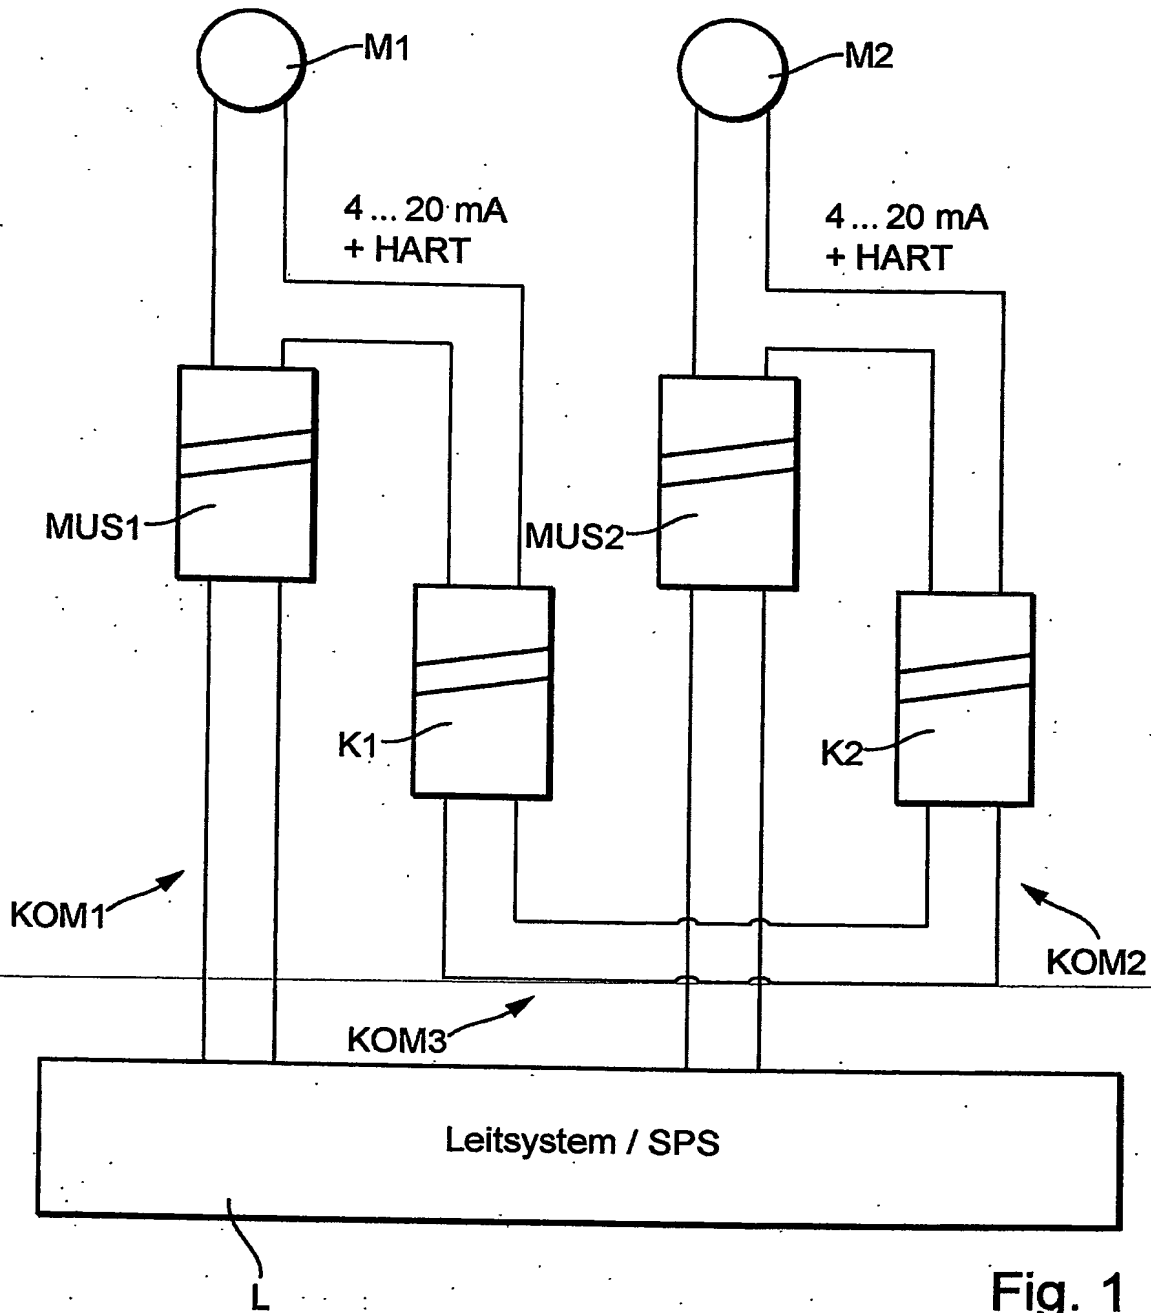 M1
M2
4 ... 20 mA
+ HART
4 ... 20 mA
+ HART
MUS1
MUS2
K1
K2
KOM1
KOM2
KOM3
Leitsystem / SPS
L
Fig. 1